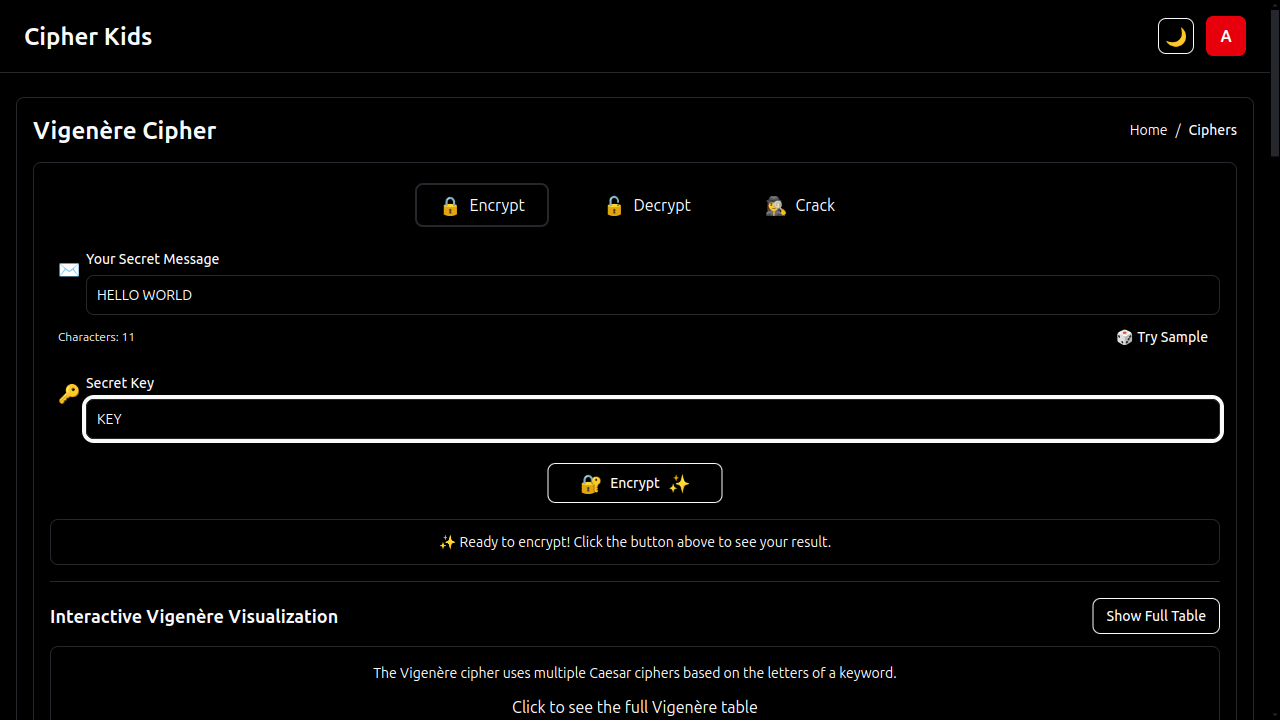 Cipher Kids
🌙 A
Vigenère Cipher
Home / Ciphers
🔒 Encrypt 🔓 Decrypt 🕵️ Crack
Your Secret Message
HELLO WORLD
Characters: 11
🎲 Try Sample
Secret Key
KEY
🔐 Encrypt ✨
✨ Ready to encrypt! Click the button above to see your result.
Interactive Vigenère Visualization
Show Full Table
The Vigenère cipher uses multiple Caesar ciphers based on the letters of a keyword.
Click to see the full Vigenère table